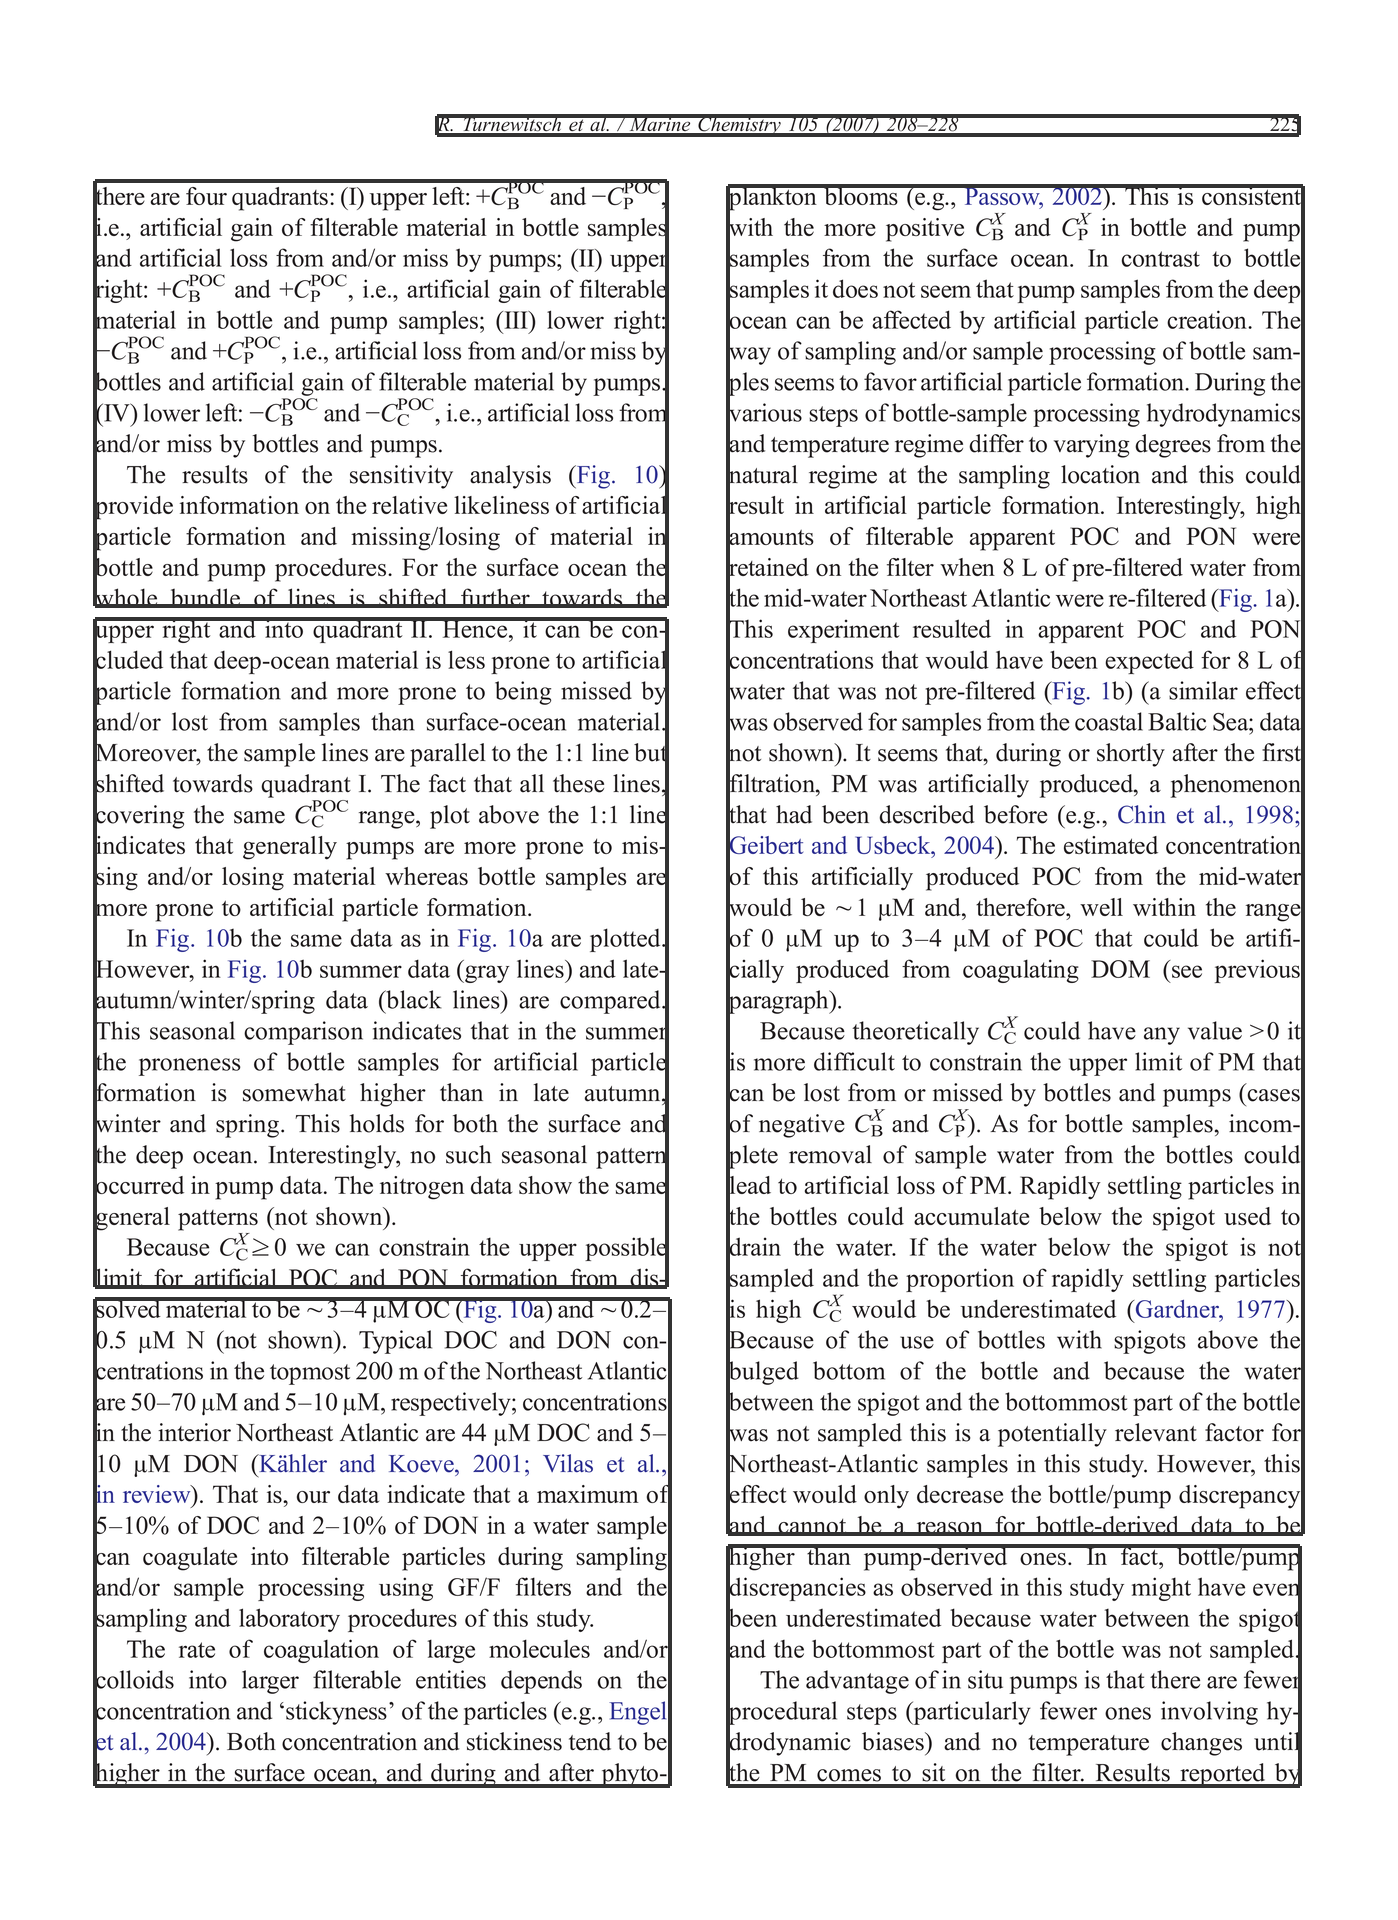 R. Turnewitsch et al. / Marine Chemistry 105 (2007) 208–228 225
there are four quadrants: (I) upper left: +C_B^POC and −C_P^POC,
i.e., artificial gain of filterable material in bottle samples
and artificial loss from and/or miss by pumps; (II) upper
right: +C_B^POC and +C_P^POC, i.e., artificial gain of filterable
material in bottle and pump samples; (III) lower right:
−C_B^POC and +C_P^POC, i.e., artificial loss from and/or miss by
bottles and artificial gain of filterable material by pumps.
(IV) lower left: −C_B^POC and −C_C^POC, i.e., artificial loss from
and/or miss by bottles and pumps.
The results of the sensitivity analysis (Fig. 10)
provide information on the relative likeliness of artificial
particle formation and missing/losing of material in
bottle and pump procedures. For the surface ocean the
whole bundle of lines is shifted further towards the
upper right and into quadrant II. Hence, it can be con-
cluded that deep-ocean material is less prone to artificial
particle formation and more prone to being missed by
and/or lost from samples than surface-ocean material.
Moreover, the sample lines are parallel to the 1:1 line but
shifted towards quadrant I. The fact that all these lines,
covering the same C_C^POC range, plot above the 1:1 line
indicates that generally pumps are more prone to mis-
sing and/or losing material whereas bottle samples are
more prone to artificial particle formation.
In Fig. 10b the same data as in Fig. 10a are plotted.
However, in Fig. 10b summer data (gray lines) and late-
autumn/winter/spring data (black lines) are compared.
This seasonal comparison indicates that in the summer
the proneness of bottle samples for artificial particle
formation is somewhat higher than in late autumn,
winter and spring. This holds for both the surface and
the deep ocean. Interestingly, no such seasonal pattern
occurred in pump data. The nitrogen data show the same
general patterns (not shown).
Because C_C^X ≥ 0 we can constrain the upper possible
limit for artificial POC and PON formation from dis-
solved material to be ~3–4 μM OC (Fig. 10a) and ~0.2–
0.5 μM N (not shown). Typical DOC and DON con-
centrations in the topmost 200 m of the Northeast Atlantic
are 50–70 μM and 5–10 μM, respectively; concentrations
in the interior Northeast Atlantic are 44 μM DOC and 5–
10 μM DON (Kähler and Koeve, 2001; Vilas et al.,
in review). That is, our data indicate that a maximum of
5–10% of DOC and 2–10% of DON in a water sample
can coagulate into filterable particles during sampling
and/or sample processing using GF/F filters and the
sampling and laboratory procedures of this study.
The rate of coagulation of large molecules and/or
colloids into larger filterable entities depends on the
concentration and ‘stickyness’ of the particles (e.g., Engel
et al., 2004). Both concentration and stickiness tend to be
higher in the surface ocean, and during and after phyto-
plankton blooms (e.g., Passow, 2002). This is consistent
with the more positive C_B^X and C_P^X in bottle and pump
samples from the surface ocean. In contrast to bottle
samples it does not seem that pump samples from the deep
ocean can be affected by artificial particle creation. The
way of sampling and/or sample processing of bottle sam-
ples seems to favor artificial particle formation. During the
various steps of bottle-sample processing hydrodynamics
and temperature regime differ to varying degrees from the
natural regime at the sampling location and this could
result in artificial particle formation. Interestingly, high
amounts of filterable apparent POC and PON were
retained on the filter when 8 L of pre-filtered water from
the mid-water Northeast Atlantic were re-filtered (Fig. 1a).
This experiment resulted in apparent POC and PON
concentrations that would have been expected for 8 L of
water that was not pre-filtered (Fig. 1b) (a similar effect
was observed for samples from the coastal Baltic Sea; data
not shown). It seems that, during or shortly after the first
filtration, PM was artificially produced, a phenomenon
that had been described before (e.g., Chin et al., 1998;
Geibert and Usbeck, 2004). The estimated concentration
of this artificially produced POC from the mid-water
would be ~1 μM and, therefore, well within the range
of 0 μM up to 3–4 μM of POC that could be artifi-
cially produced from coagulating DOM (see previous
paragraph).
Because theoretically C_C^X could have any value >0 it
is more difficult to constrain the upper limit of PM that
can be lost from or missed by bottles and pumps (cases
of negative C_B^X and C_P^X). As for bottle samples, incom-
plete removal of sample water from the bottles could
lead to artificial loss of PM. Rapidly settling particles in
the bottles could accumulate below the spigot used to
drain the water. If the water below the spigot is not
sampled and the proportion of rapidly settling particles
is high C_C^X would be underestimated (Gardner, 1977).
Because of the use of bottles with spigots above the
bulged bottom of the bottle and because the water
between the spigot and the bottommost part of the bottle
was not sampled this is a potentially relevant factor for
Northeast-Atlantic samples in this study. However, this
effect would only decrease the bottle/pump discrepancy
and cannot be a reason for bottle-derived data to be
higher than pump-derived ones. In fact, bottle/pump
discrepancies as observed in this study might have even
been underestimated because water between the spigot
and the bottommost part of the bottle was not sampled.
The advantage of in situ pumps is that there are fewer
procedural steps (particularly fewer ones involving hy-
drodynamic biases) and no temperature changes until
the PM comes to sit on the filter. Results reported by